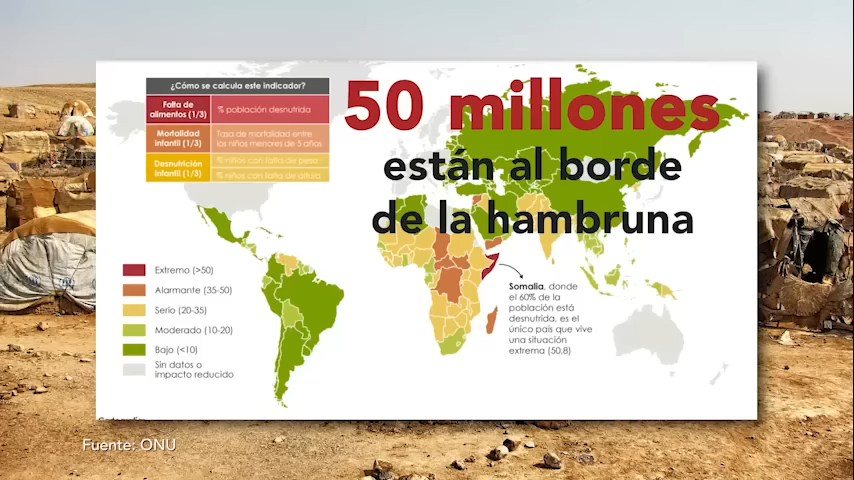 ¿Cómo se calcula este indicador?
Falta de
alimentos (1/3)
% población desnutrida
Mortalidad
infantil (1/3)
Tasa de mortalidad entre
los niños menores de 5 años
Desnutrición
infantil (1/3)
% niños con falta de peso
% niños con falta de altura
50 millones
están al borde
de la hambruna
Extremo (>50)
Alarmante (35-50)
Serio (20-35)
Moderado (10-20)
Bajo (<10)
Sin datos o
impacto reducido
Somalia, donde
el 60% de la
población está
desnutrida, es el
único país que vive
una situación
extrema (50,8)
Fuente: ONU